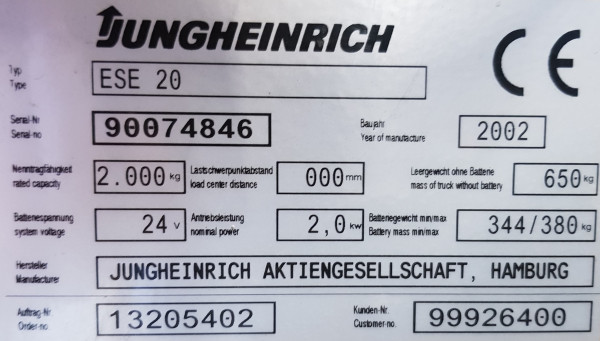 JUNGHEINRICH
CE
Typ
Type
ESE 20
Serial-Nr
Serial-no
90074846
Baujahr
Year of manufacture
2002
Nenntragfähigkeit
rated capacity
2.000 kg
Lastschwerpunktabstand
load center distance
000 mm
Leergewicht ohne Batterie
mass of truck without battery
650 kg
Batteriespannung
system voltage
24 V
Antriebsleistung
nominal power
2,0 kw
Batteriegewicht min/max
Battery mass min/max
344/380 kg
Hersteller
Manufacturer
JUNGHEINRICH AKTIENGESELLSCHAFT, HAMBURG
Auftrag-Nr
Order-no
13205402
Kunden-Nr.
Customer-no.
99926400